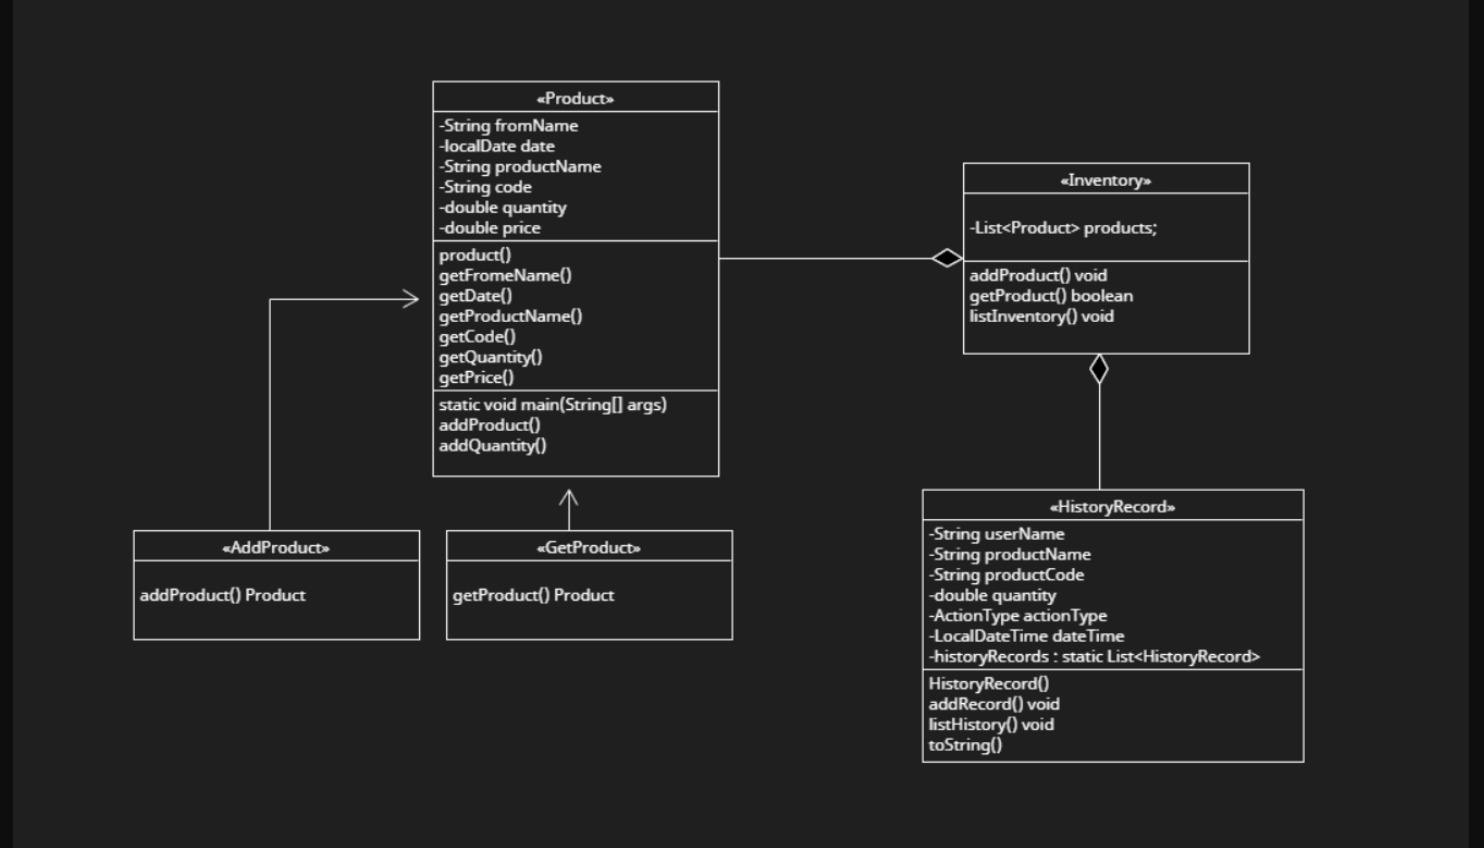 «Product»
-String fromName
-localDate date
-String productName
-String code
-double quantity
-double price
product()
getFromeName()
getDate()
getProductName()
getCode()
getQuantity()
getPrice()
static void main(String[] args)
addProduct()
addQuantity()
«Inventory»
-List<Product> products;
addProduct() void
getProduct() boolean
listInventory() void
«AddProduct»
addProduct() Product
«GetProduct»
getProduct() Product
«HistoryRecord»
-String userName
-String productName
-String productCode
-double quantity
-ActionType actionType
-LocalDateTime dateTime
-historyRecords : static List<HistoryRecord>
HistoryRecord()
addRecord() void
listHistory() void
toString()